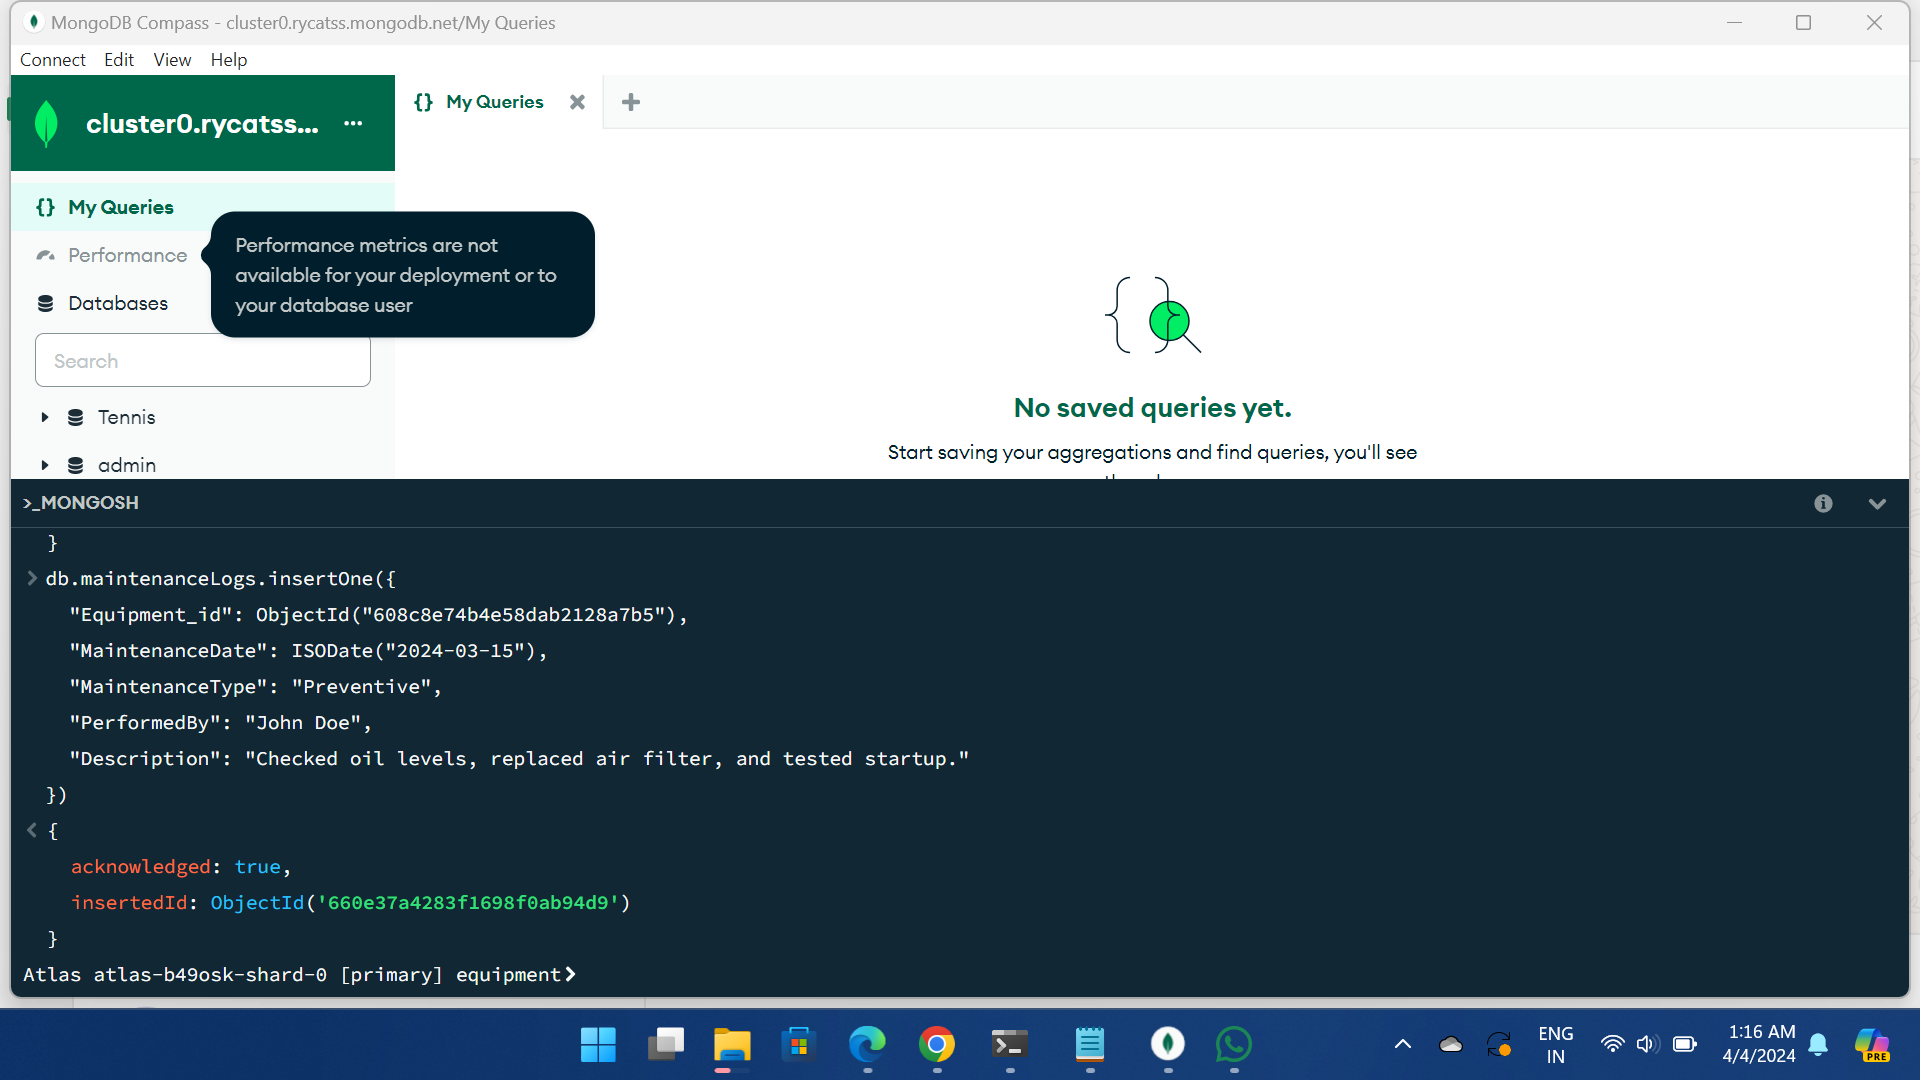 MongoDB Compass - cluster0.rycatss.mongodb.net/My Queries
Connect Edit View Help
cluster0.rycatss... ...
{} My Queries
{} My Queries
Performance
Performance metrics are not
available for your deployment or to
your database user
Databases
Search
Tennis
admin
No saved queries yet.
Start saving your aggregations and find queries, you'll see
>_MONGOSH
}
> db.maintenanceLogs.insertOne({
"Equipment_id": ObjectId("608c8e74b4e58dab2128a7b5"),
"MaintenanceDate": ISODate("2024-03-15"),
"MaintenanceType": "Preventive",
"PerformedBy": "John Doe",
"Description": "Checked oil levels, replaced air filter, and tested startup."
})
< {
acknowledged: true,
insertedId: ObjectId('660e37a4283f1698f0ab94d9')
}
Atlas atlas-b49osk-shard-0 [primary] equipment>
ENG
IN
1:16 AM
4/4/2024
PRE